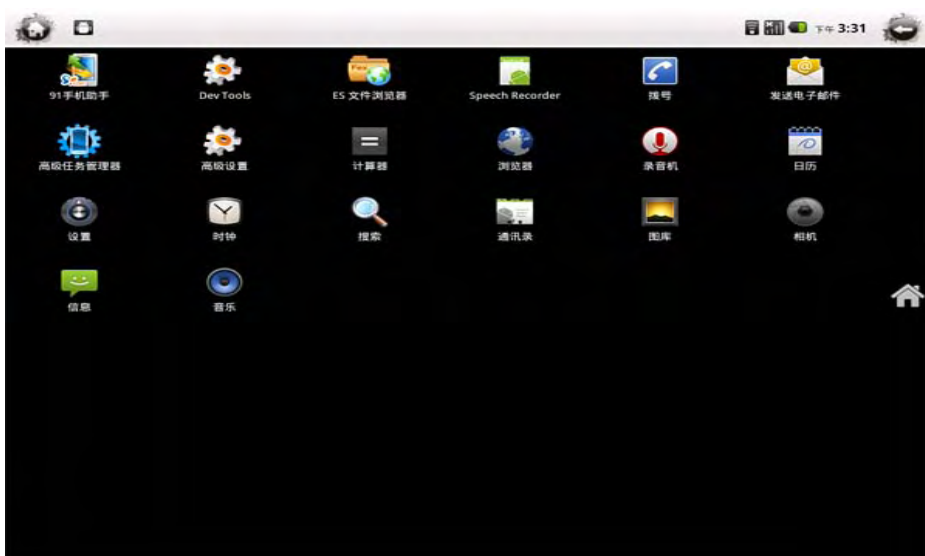 下午 3:31
91手机助手
Dev Tools
ES 文件浏览器
Speech Recorder
拨号
发送电子邮件
高级任务管理器
高级设置
计算器
浏览器
录音机
日历
设置
时钟
搜索
通讯录
图库
相机
信息
音乐